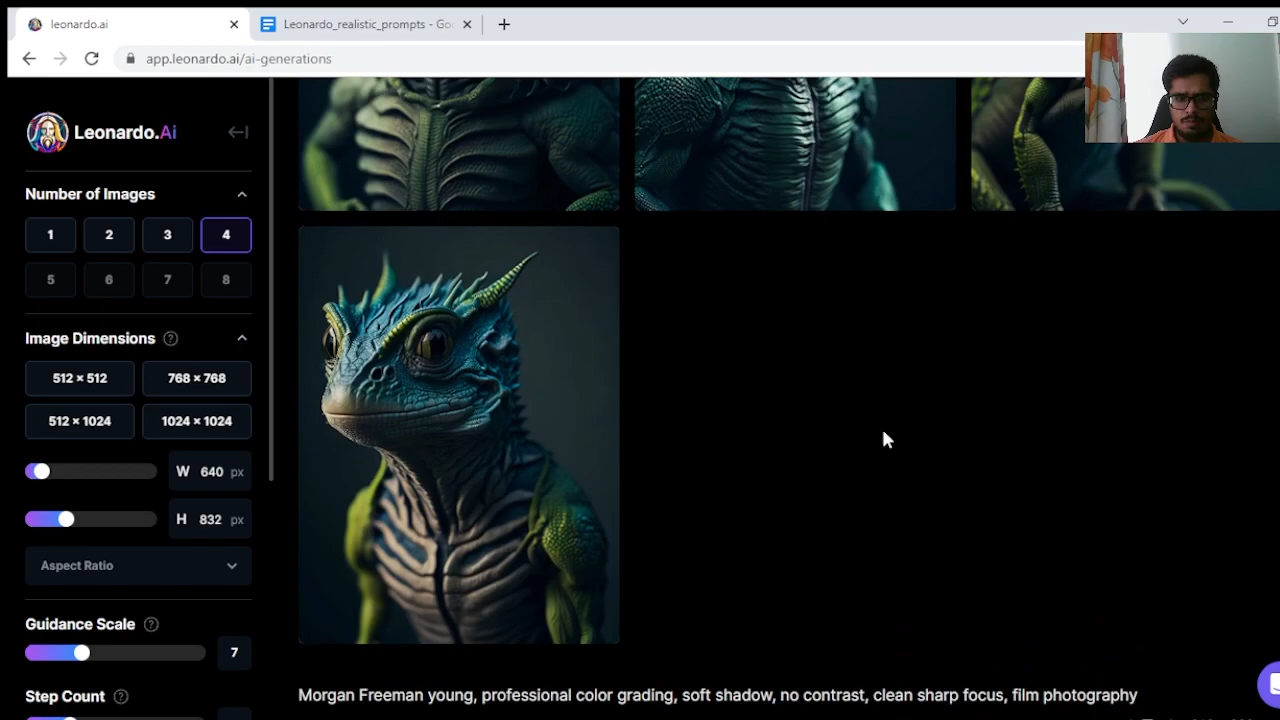 leonardo.ai
Leonardo_realistic_prompts - Goo
app.leonardo.ai/ai-generations
Leonardo.Ai
Number of Images
1 2 3 4
5 6 7 8
Image Dimensions ?
512 × 512 768 × 768
512 × 1024 1024 × 1024
W 640 px
H 832 px
Aspect Ratio
Guidance Scale ?
7
Step Count ?
Morgan Freeman young, professional color grading, soft shadow, no contrast, clean sharp focus, film photography